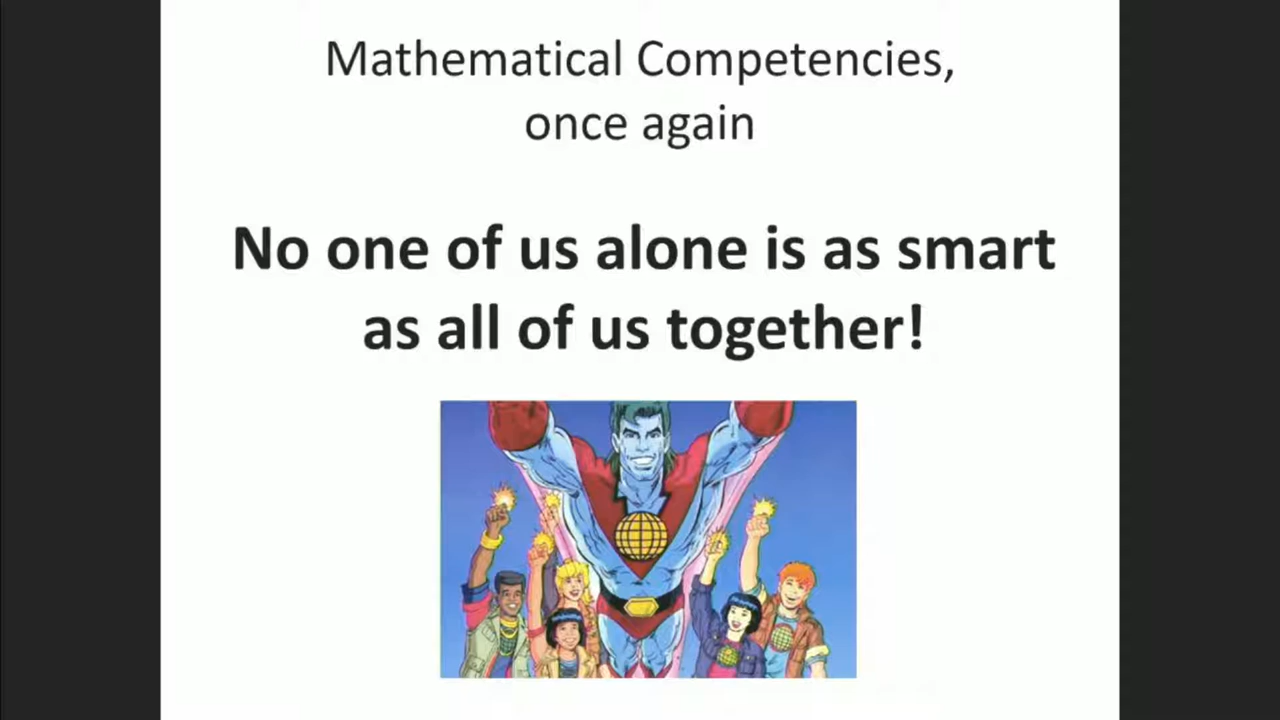 Mathematical Competencies,
once again
No one of us alone is as smart
as all of us together!